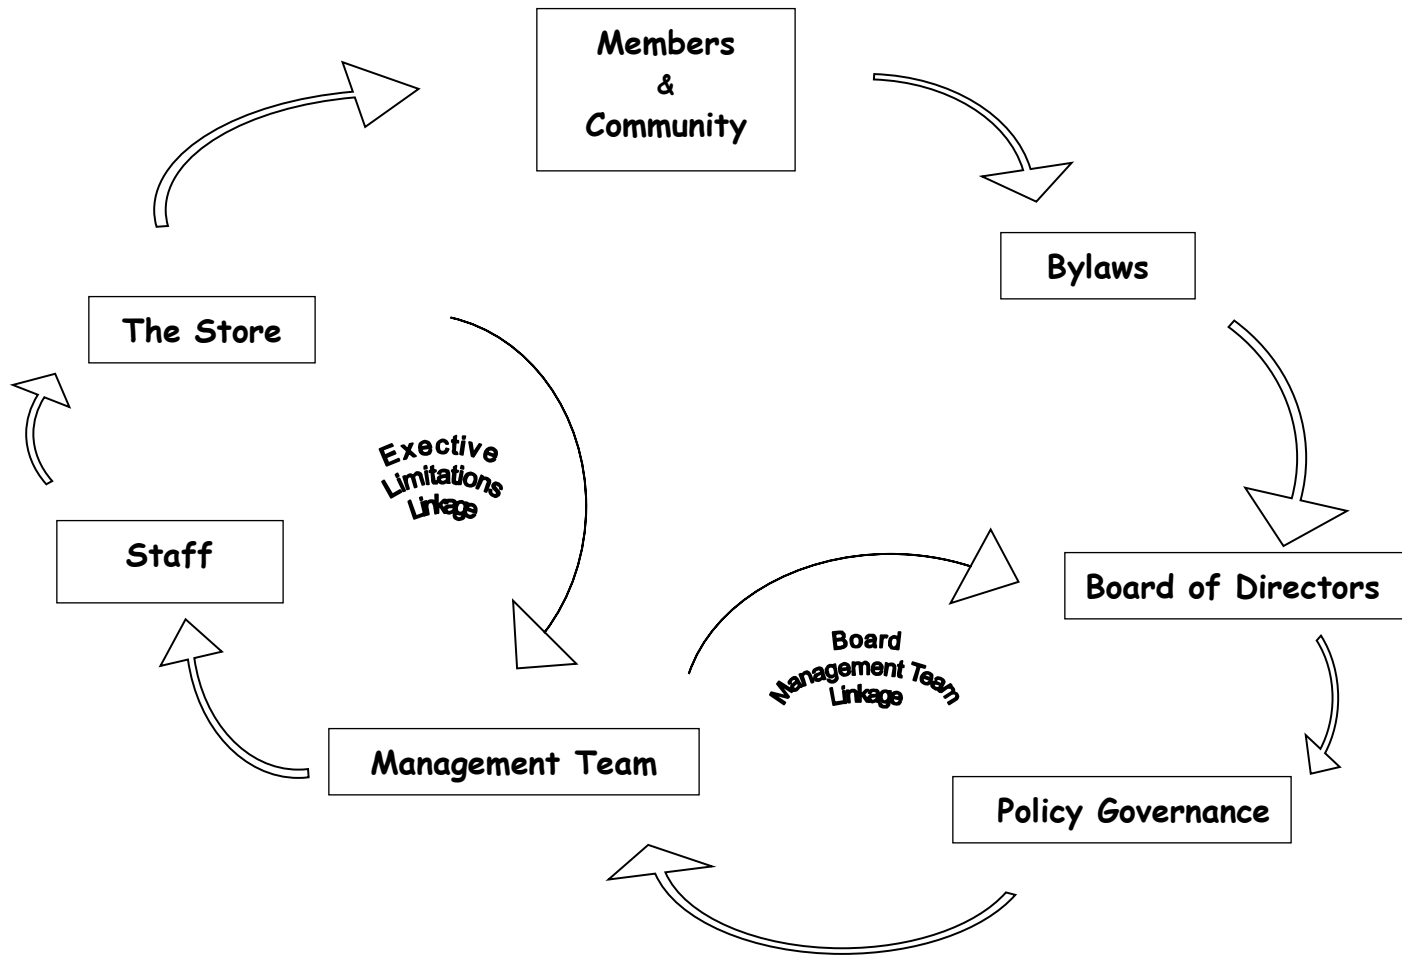 Members
&
Community
Bylaws
The Store
Exective
Limitations
Linkage
Staff
Board of Directors
Board
Management Team
Linkage
Management Team
Policy Governance